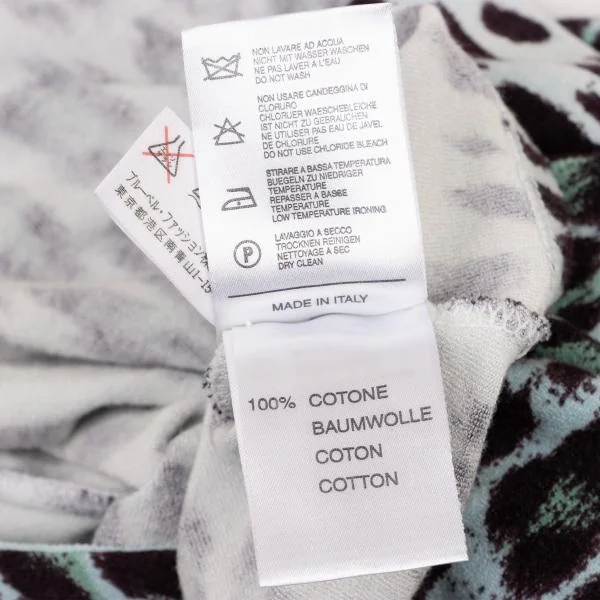 NON LAVARE AD ACQUA
NICHT MIT WASSER WASCHEN
NE PAS LAVER A L'EAU
DO NOT WASH
NON USARE CANDEGGINA DI
CLORURO
CHLORUER WAESCHEBLEICHE
IST NICHT ZU GEBRAUCHEN
NE UTILISER PAS EAU DE JAVEL
DE CHLORURE
DO NOT USE CHLORIDE BLEACH
STIRARE A BASSA TEMPERATURA
BUEGELN ZU NIEDRIGER
TEMPERATURE
REPASSER A BASSE
TEMPERATURE
LOW TEMPERATURE IRONING
P
LAVAGGIO A SECCO
TROCKNEN REINIGEN
NETTOYAGE A SEC
DRY CLEAN
MADE IN ITALY
100% COTONE
BAUMWOLLE
COTON
COTTON
ブルーベル・ファッション
東京都港区南青山1-15